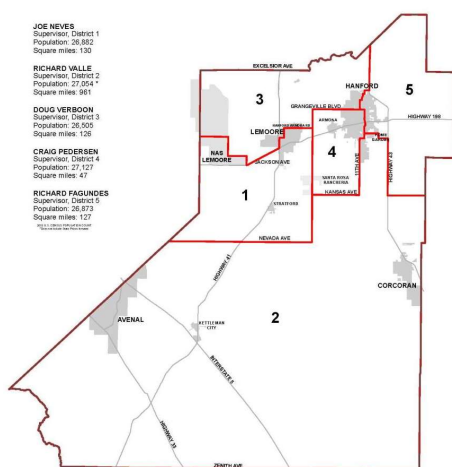 JOE NEVES
Supervisor, District 1
Population: 26,882
Square miles: 130
RICHARD VALLE
Supervisor, District 2
Population: 27,054 *
Square miles: 961
DOUG VERBOON
Supervisor, District 3
Population: 26,505
Square miles: 126
CRAIG PEDERSEN
Supervisor, District 4
Population: 27,127
Square miles: 47
RICHARD FAGUNDES
Supervisor, District 5
Population: 26,873
Square miles: 127
EXCELSIOR AVE
HANFORD
5
3
GRANGEVILLE BLVD
ARMONA
HIGHWAY 198
LEMOORE
NAS
LEMOORE
JACKSON AVE
4
11TH AVE
HIGHWAY 43
SANTA ROSA
RANCHERIA
KANSAS AVE
1
STRATFORD
NEVADA AVE
HIGHWAY 41
CORCORAN
AVENAL
KETTLEMAN
CITY
2
INTERSTATE 5
HIGHWAY 33
ZENITH AVE